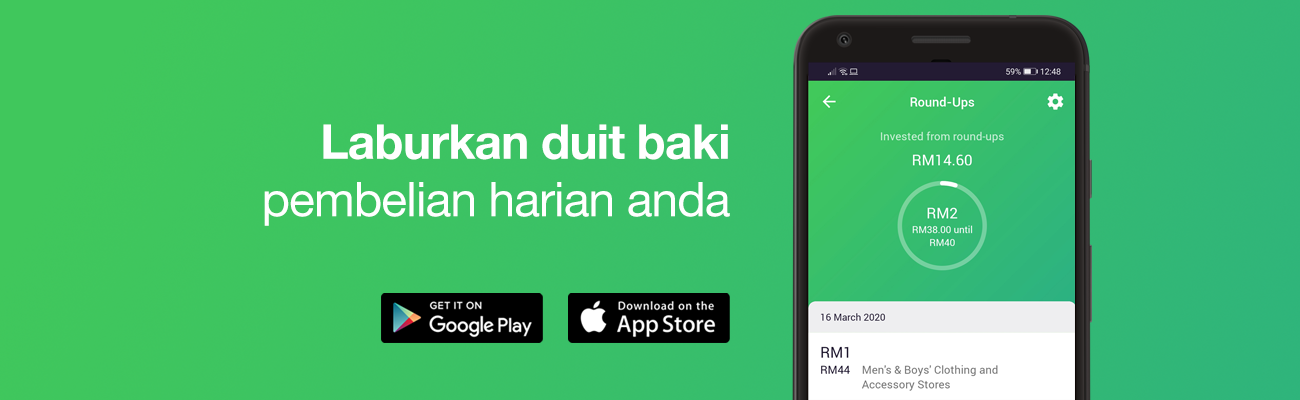 Laburkan duit baki
pembelian harian anda
GET IT ON
Google Play
Download on the
App Store
59% 12:48
Round-Ups
Invested from round-ups
RM14.60
RM2
RM38.00 until
RM40
16 March 2020
RM1
RM44 Men's & Boys' Clothing and
Accessory Stores